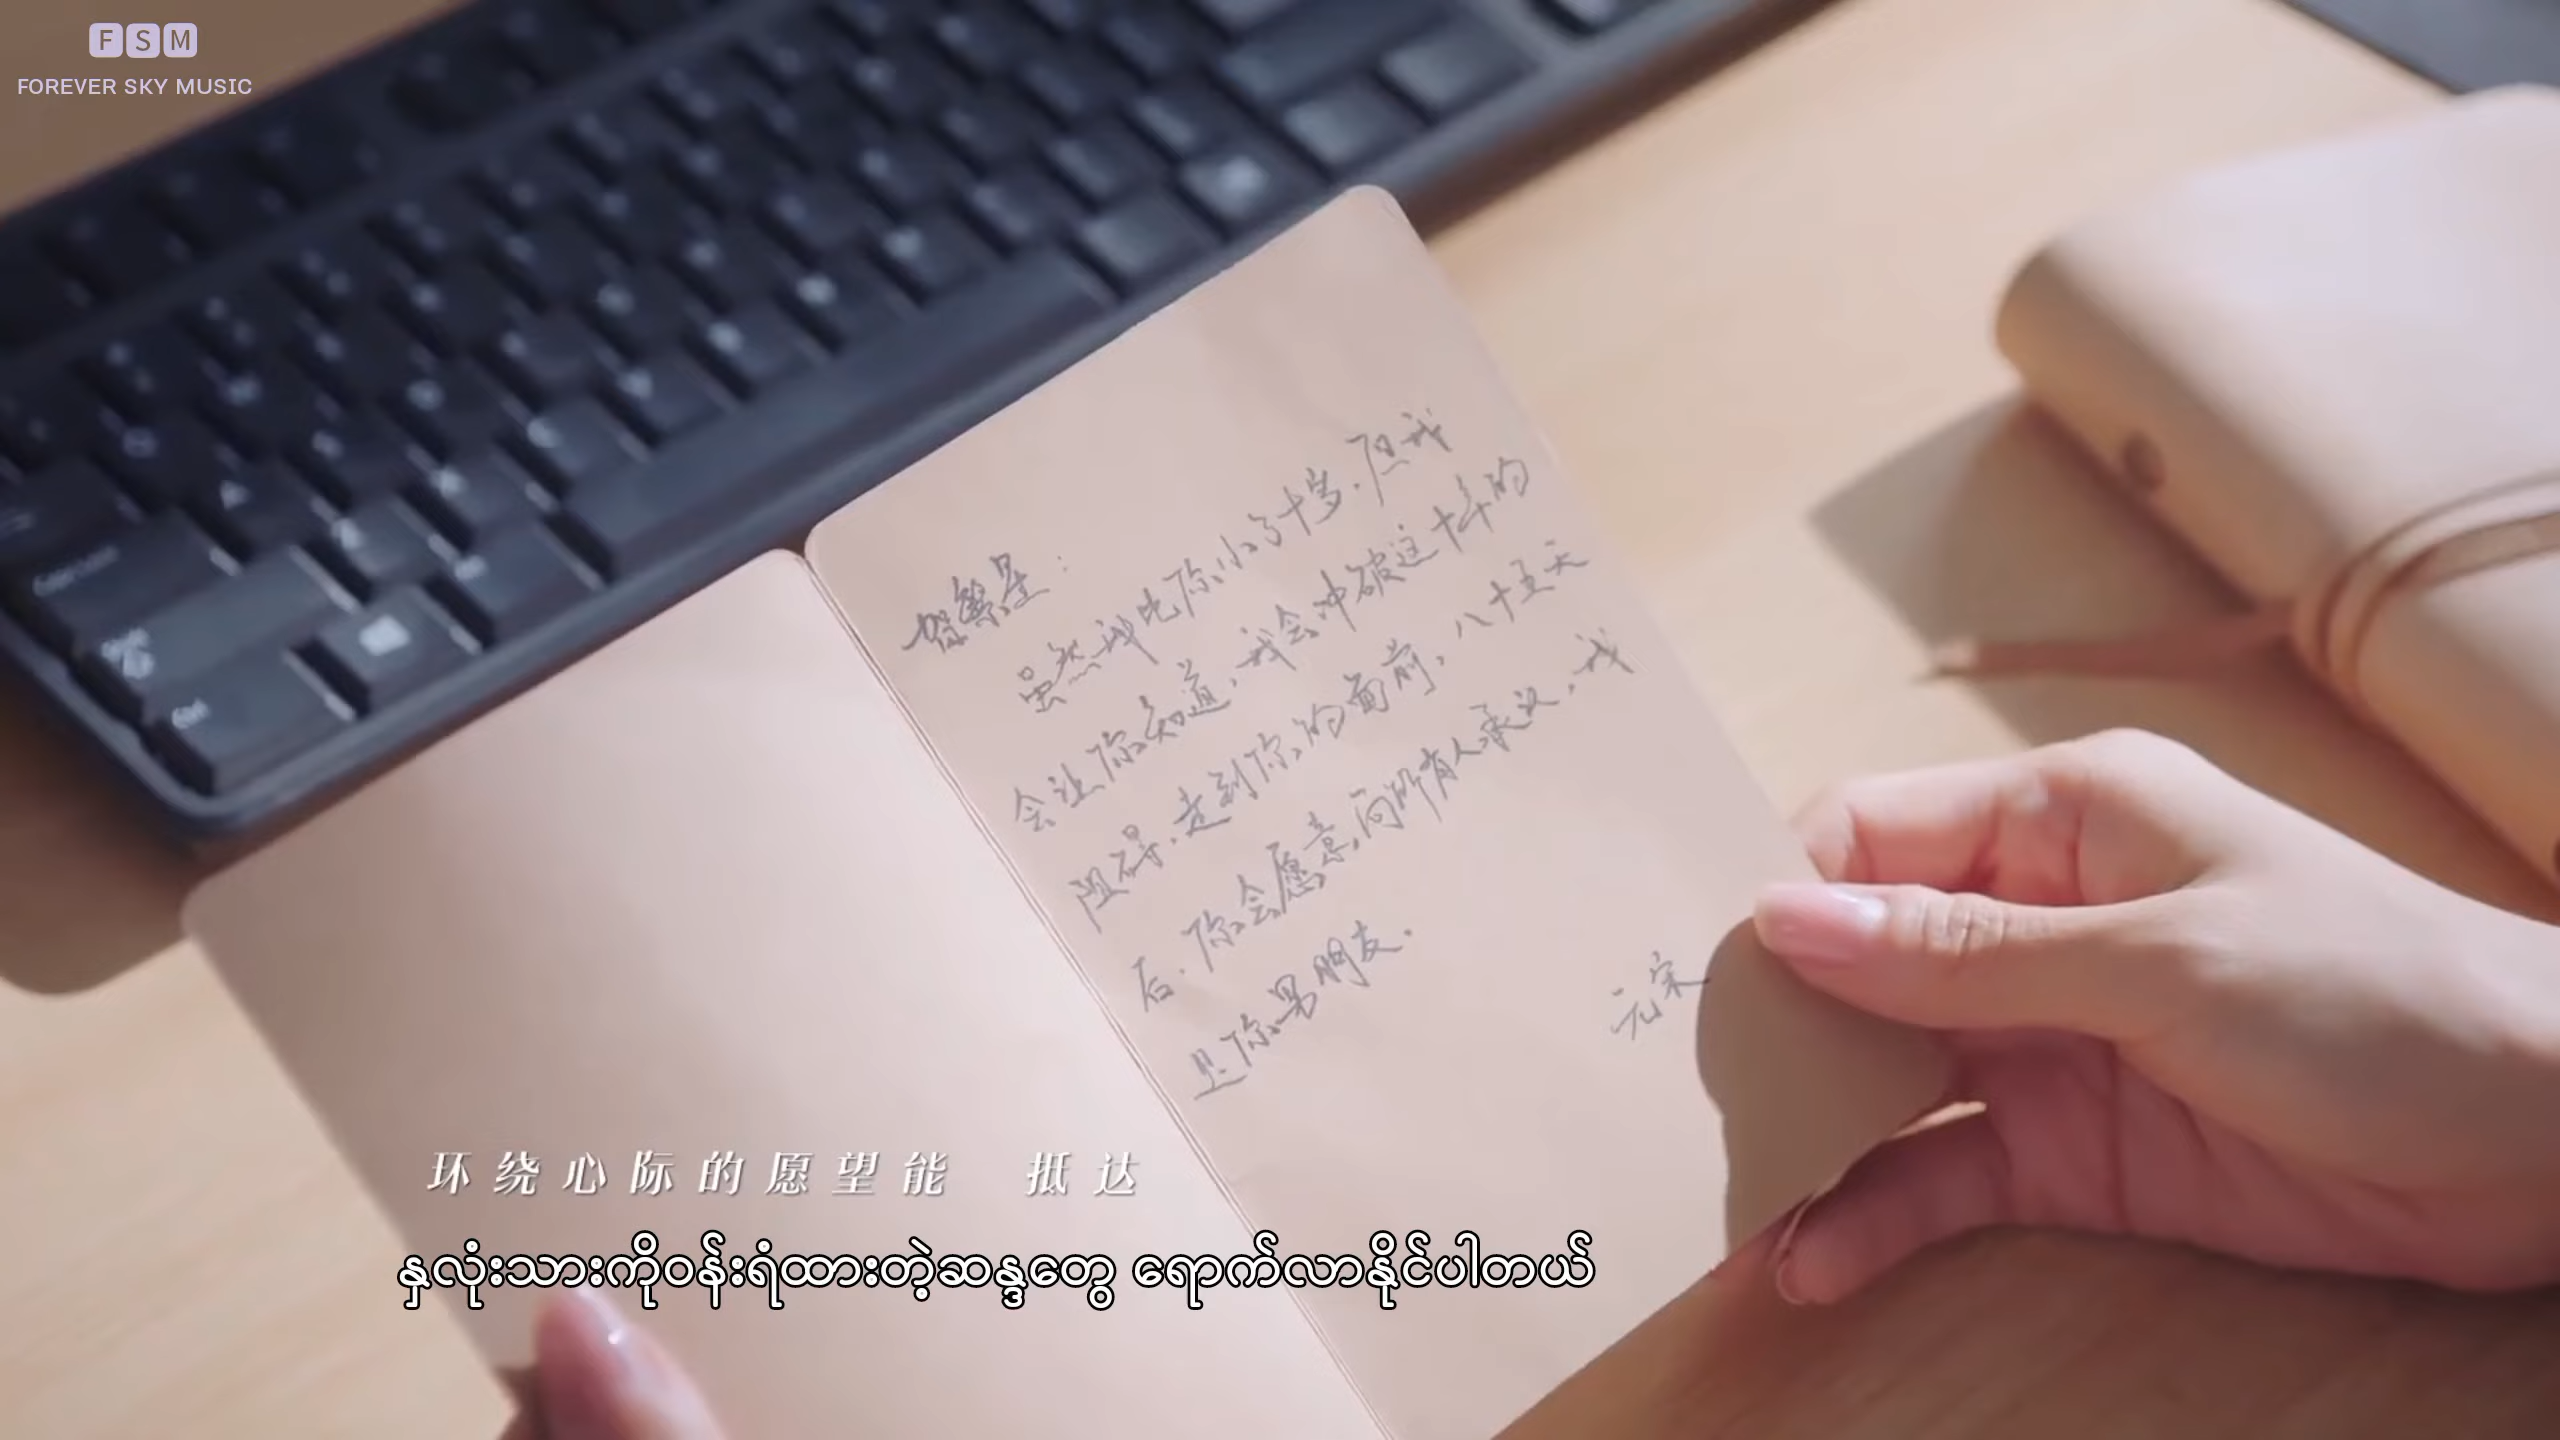 FSM
FOREVER SKY MUSIC
贺繁星：
虽然我比你小了十岁，但我
会让你知道，我会冲破这十年的
阻碍，走到你的面前，八十五天
后，你会愿意，向所有人承认，我
是你男朋友．
元宋
环绕心际的愿望能 抵达
နှလုံးသားကိုဝန်းရံထားတဲ့ဆန္ဒတွေ ရောက်လာနိုင်ပါတယ်
Ctrl